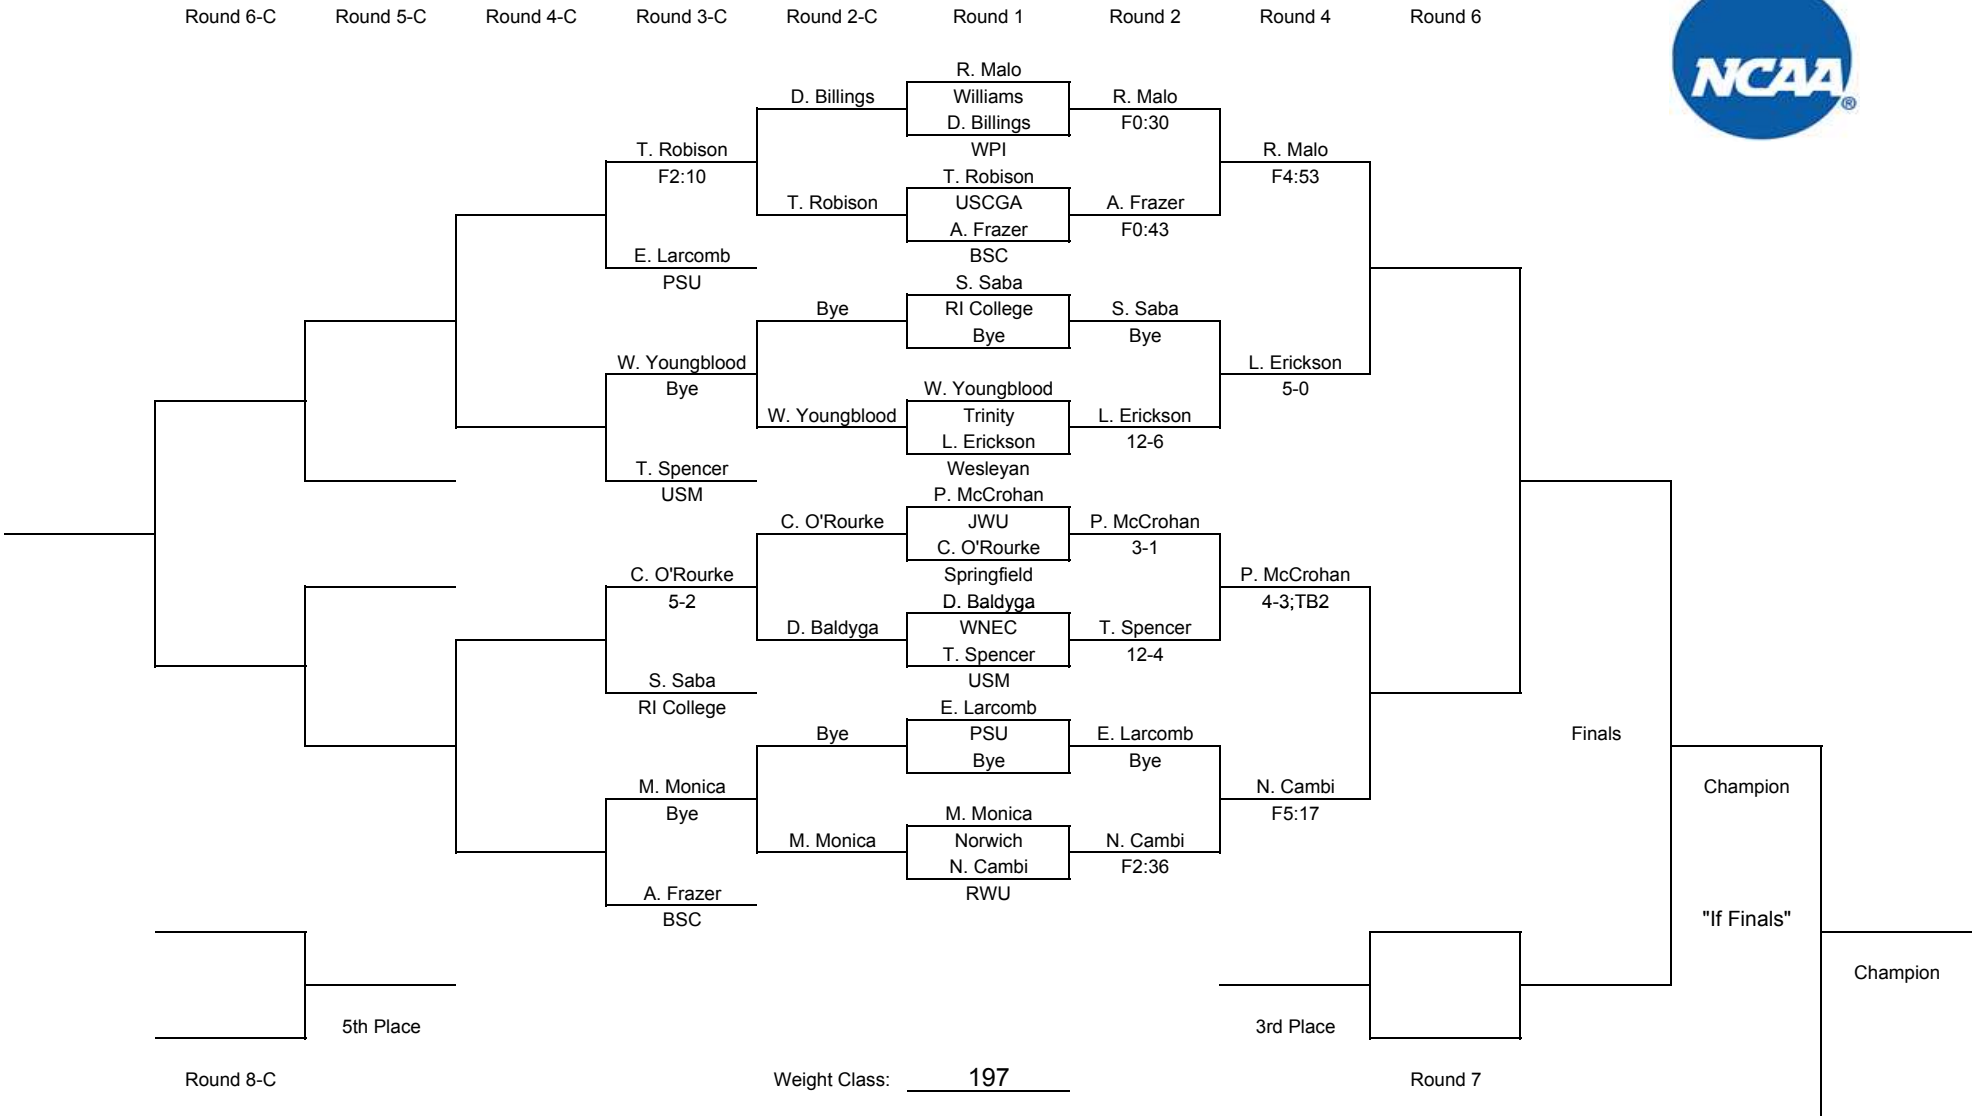 Round 6-C Round 5-C Round 4-C Round 3-C Round 2-C Round 1 Round 2 Round 4 Round 6
NCAA®
R. Malo
D. Billings Williams R. Malo
D. Billings F0:30
T. Robison WPI R. Malo
F2:10 T. Robison F4:53
T. Robison USCGA A. Frazer
A. Frazer F0:43
E. Larcomb BSC
PSU S. Saba
Bye RI College S. Saba
Bye Bye
W. Youngblood L. Erickson
Bye W. Youngblood 5-0
W. Youngblood Trinity L. Erickson
L. Erickson 12-6
T. Spencer Wesleyan
USM P. McCrohan
C. O'Rourke JWU P. McCrohan
C. O'Rourke 3-1
C. O'Rourke Springfield P. McCrohan
5-2 D. Baldyga 4-3;TB2
D. Baldyga WNEC T. Spencer
T. Spencer 12-4
S. Saba USM
RI College E. Larcomb
Bye PSU E. Larcomb Finals
Bye Bye
M. Monica N. Cambi Champion
Bye M. Monica F5:17
M. Monica Norwich N. Cambi
N. Cambi F2:36
A. Frazer RWU
BSC "If Finals"
Champion
5th Place 3rd Place
Round 8-C Weight Class: 197 Round 7